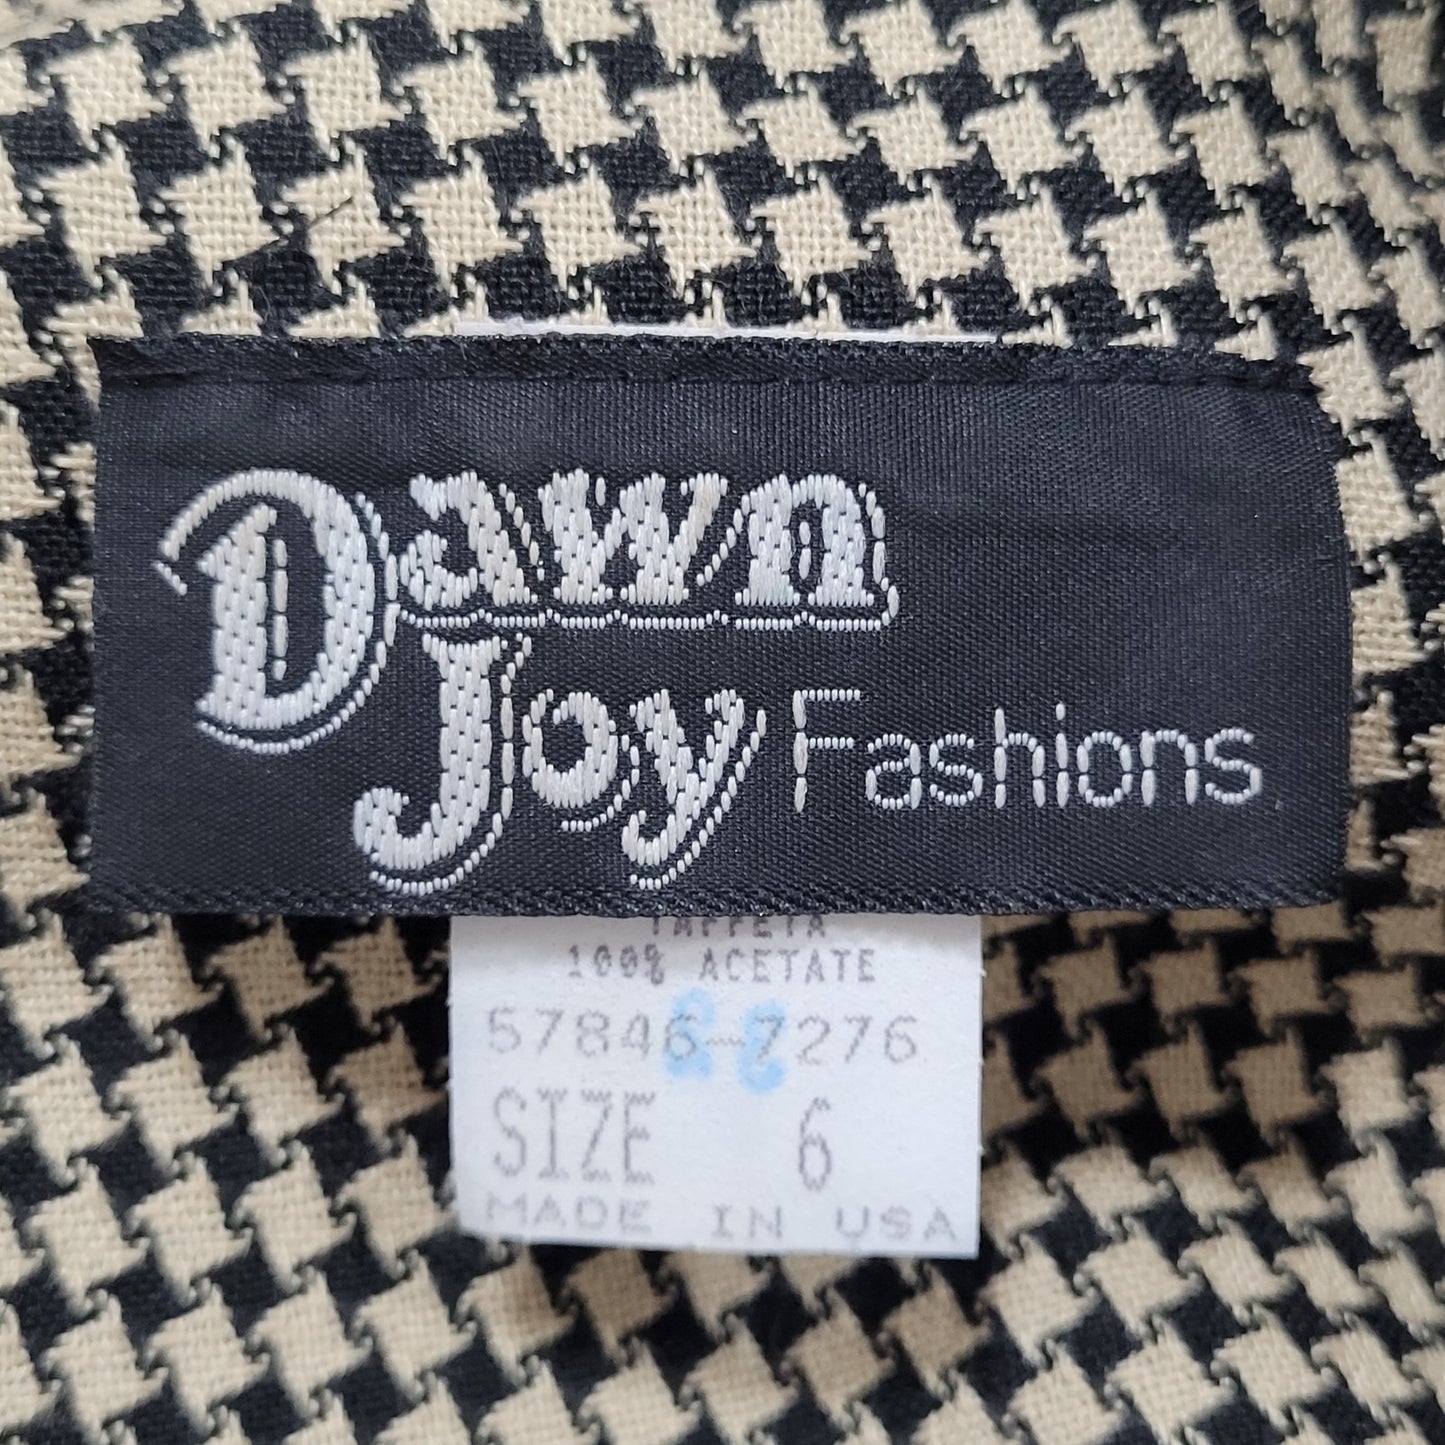 Dawn
Joy Fashions
TAFFETA
100% ACETATE
57846-7276
SIZE 6
MADE IN USA